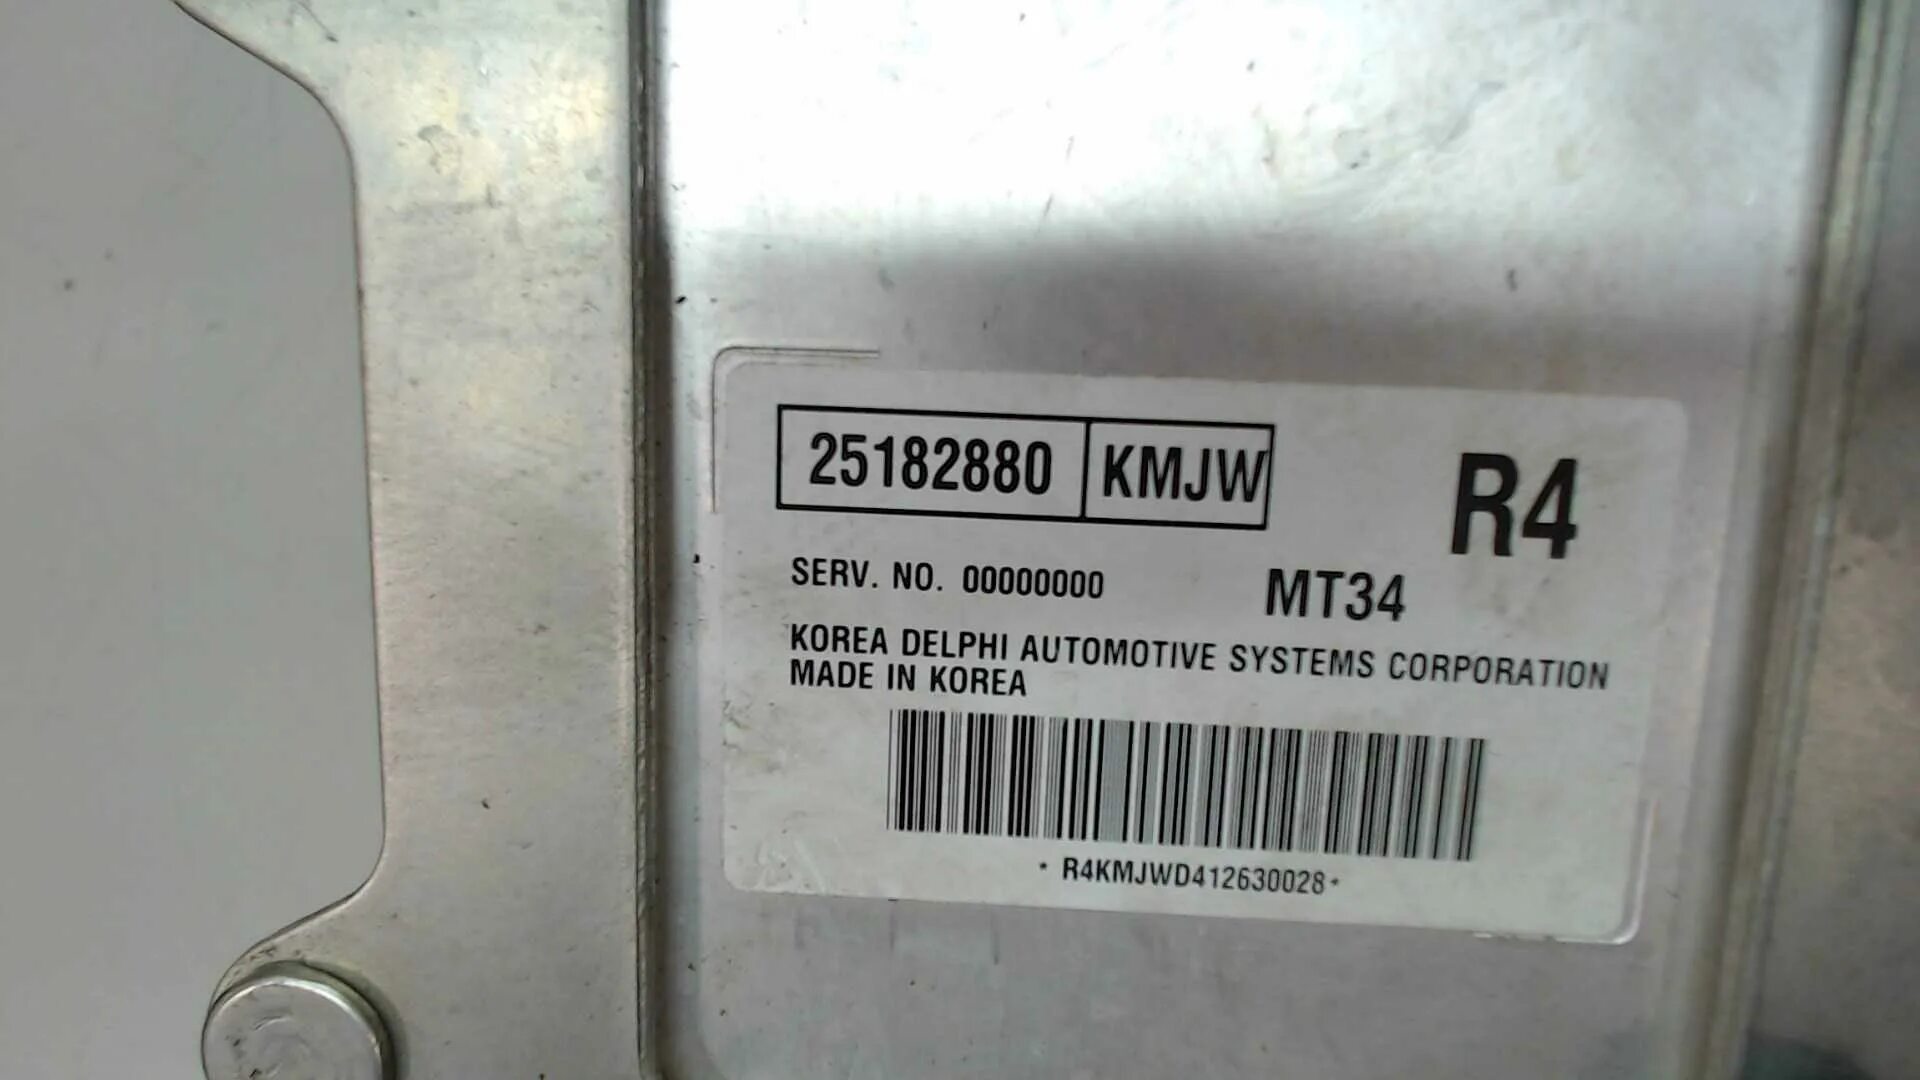 25182880 KMJW
R4
SERV. NO. 00000000 MT34
KOREA DELPHI AUTOMOTIVE SYSTEMS CORPORATION
MADE IN KOREA
* R4KMJWD412630028*